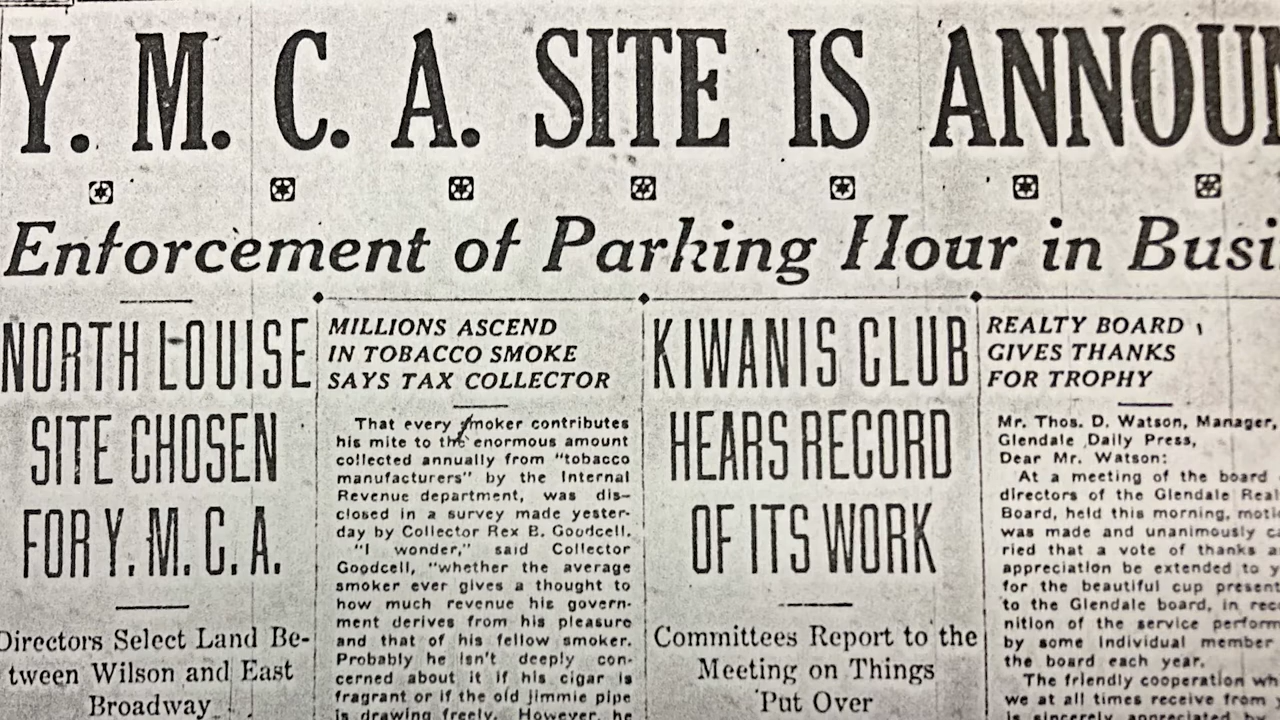 Y. M. C. A. SITE IS ANNOU
Enforcement of Parking Hour in Busi
NORTH LOUISE
SITE CHOSEN
FOR Y. M. C. A.
Directors Select Land Be-
tween Wilson and East
Broadway
MILLIONS ASCEND
IN TOBACCO SMOKE
SAYS TAX COLLECTOR
That every smoker contributes
his mite to the enormous amount
collected annually from "tobacco
manufacturers" by the Internal
Revenue department, was dis-
closed in a survey made yester-
day by Collector Rex B. Goodcell.
"I wonder," said Collector
Goodcell, "whether the average
smoker ever gives a thought to
how much revenue his govern-
ment derives from his pleasure
and that of his fellow smoker.
Probably he isn't deeply con-
cerned about it if his cigar is
fragrant or if the old jimmie pipe
is drawing freely. However, he
KIWANIS CLUB
HEARS RECORD
OF ITS WORK
Committees Report to the
Meeting on Things
Put Over
REALTY BOARD
GIVES THANKS
FOR TROPHY
Mr. Thos. D. Watson, Manager,
Glendale Daily Press,
Dear Mr. Watson:
At a meeting of the board
directors of the Glendale Real
Board, held this morning, moti
was made and unanimously ca
ried that a vote of thanks a
appreciation be extended to y
for the beautiful cup present
to the Glendale board, in rec
nition of the service perform
by some individual member
the board each year.
The friendly cooperation wh
we at all times receive from
is sincerely appreciated by